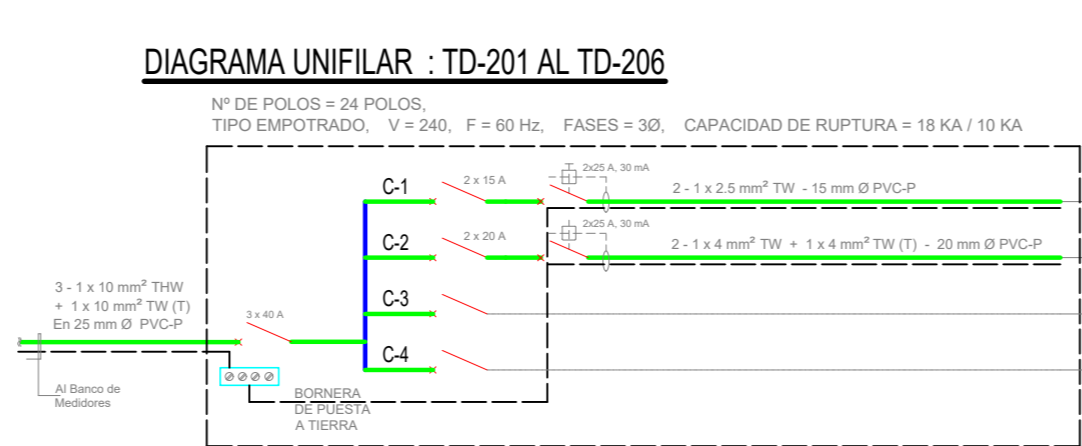 DIAGRAMA UNIFILAR : TD-201 AL TD-206
Nº DE POLOS = 24 POLOS,
TIPO EMPOTRADO, V = 240, F = 60 Hz, FASES = 3Ø, CAPACIDAD DE RUPTURA = 18 KA / 10 KA
C-1
2 x 15 A
2x25 A, 30 mA
2 - 1 x 2.5 mm² TW - 15 mm Ø PVC-P
C-2
2 x 20 A
2x25 A, 30 mA
2 - 1 x 4 mm² TW + 1 x 4 mm² TW (T) - 20 mm Ø PVC-P
C-3
C-4
3 - 1 x 10 mm² THW
+ 1 x 10 mm² TW (T)
En 25 mm Ø PVC-P
3 x 40 A
Al Banco de
Medidores
BORNERA
DE PUESTA
A TIERRA